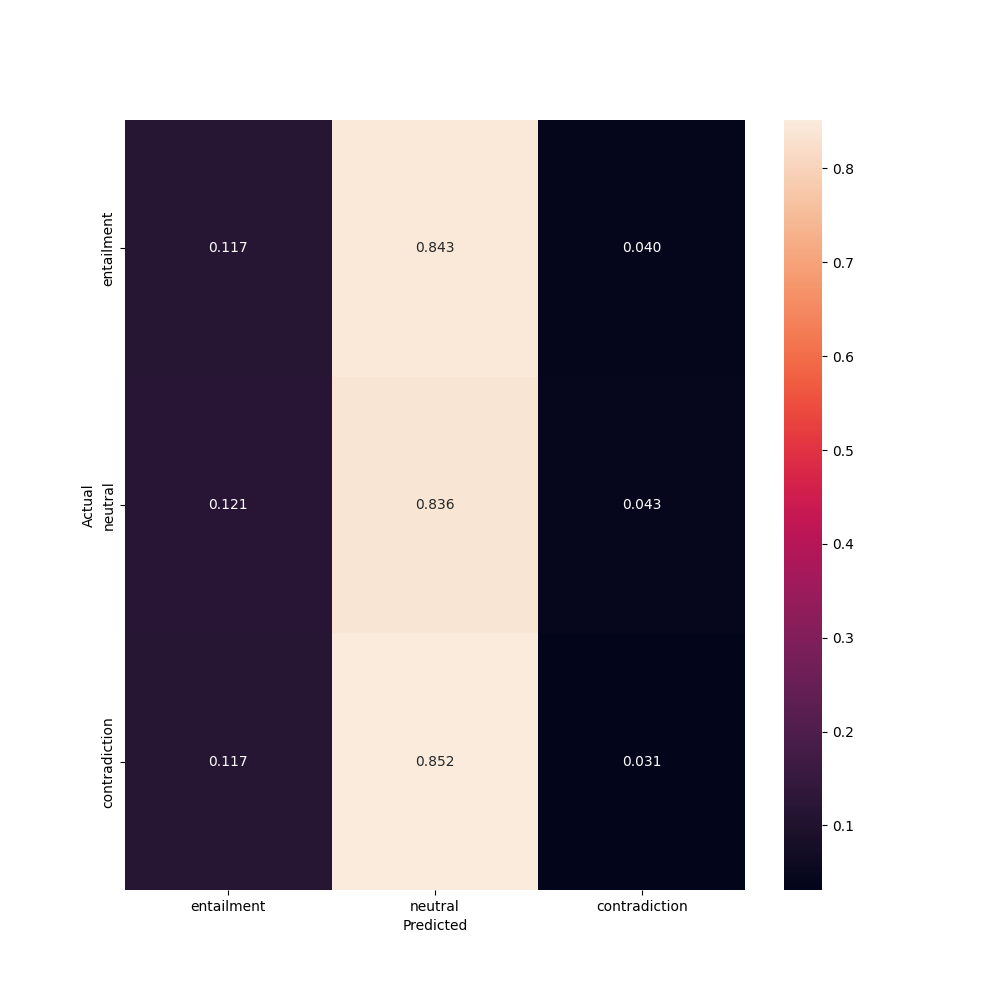 entailment
0.117
0.843
0.040
0.8
0.7
0.6
Actual
neutral
0.121
0.836
0.043
0.5
0.4
0.3
contradiction
0.117
0.852
0.031
0.2
0.1
entailment
neutral
contradiction
Predicted